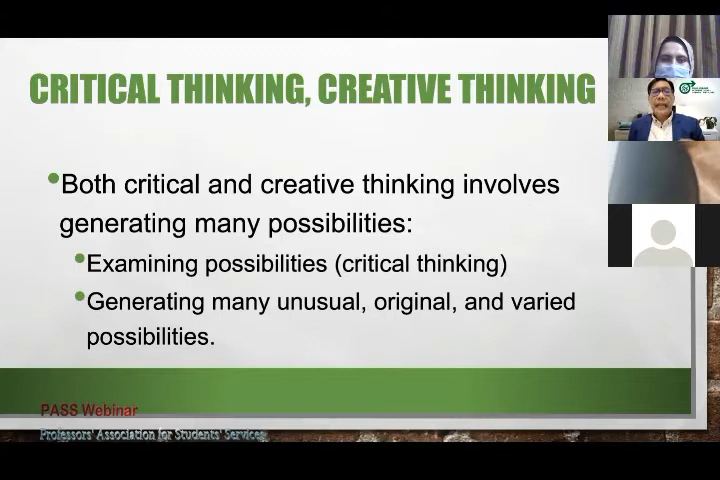 CRITICAL THINKING, CREATIVE THINKING
•Both critical and creative thinking involves
generating many possibilities:
•Examining possibilities (critical thinking)
•Generating many unusual, original, and varied
possibilities.
PASS Webinar
Professors' Association for Students' Services